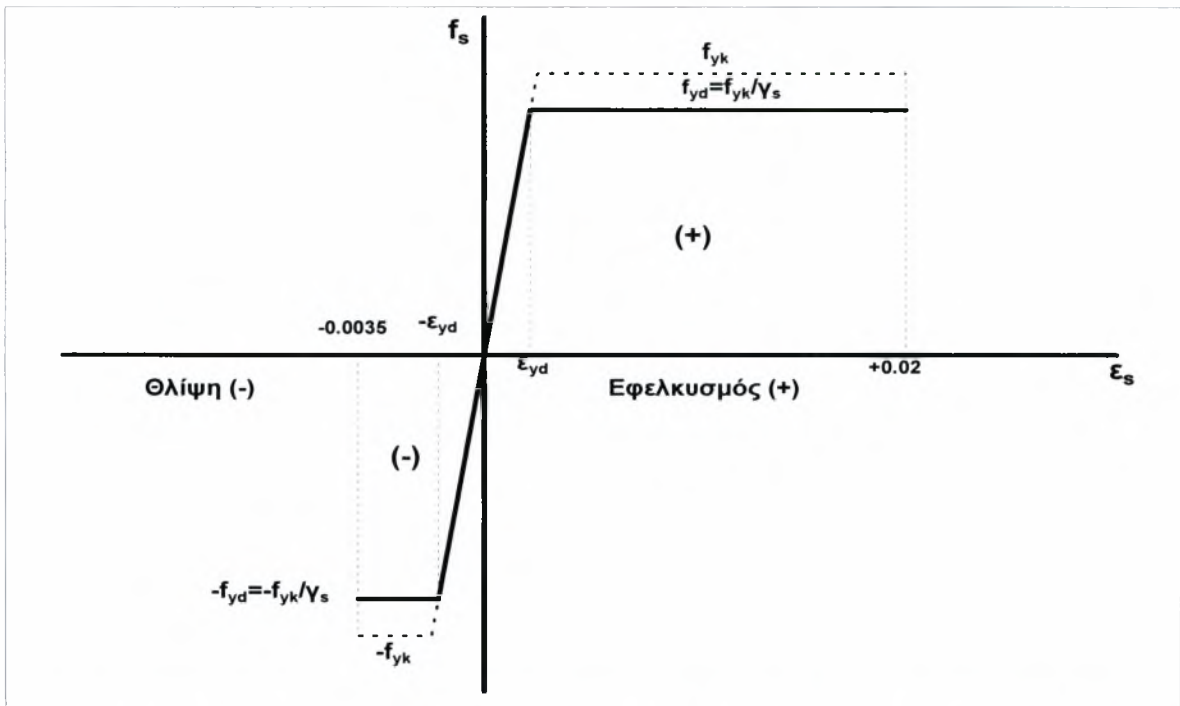 fs
fyk
fyd=fyk/γs
(+)
-0.0035
-εyd
εyd
+0.02
εs
Θλίψη (-)
Εφελκυσμός (+)
(-)
-fyd=-fyk/γs
-fyk